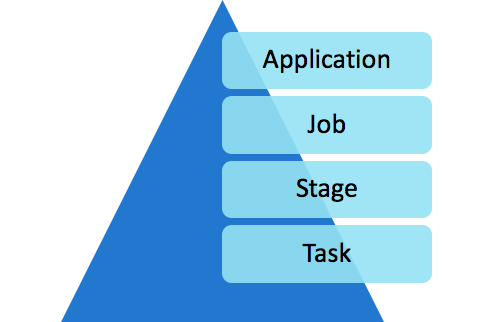 Application
Job
Stage
Task